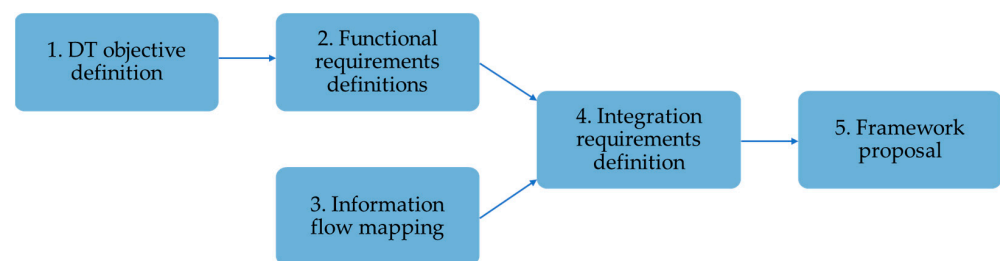 1. DT objective
definition
2. Functional
requirements
definitions
3. Information
flow mapping
4. Integration
requirements
definition
5. Framework
proposal